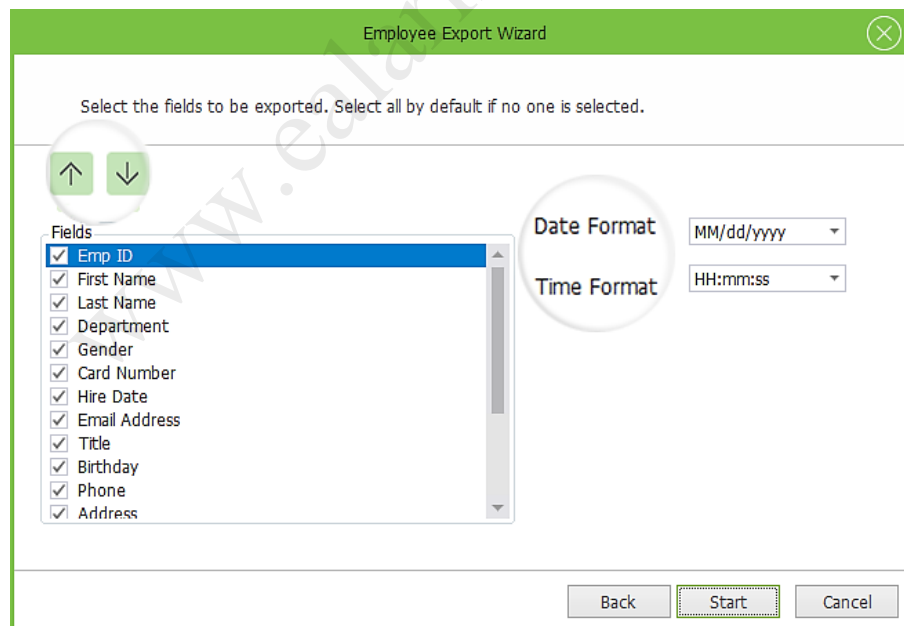 Employee Export Wizard
Select the fields to be exported. Select all by default if no one is selected.
Fields
Emp ID
First Name
Last Name
Department
Gender
Card Number
Hire Date
Email Address
Title
Birthday
Phone
Address
Date Format
MM/dd/yyyy
Time Format
HH:mm:ss
Back
Start
Cancel